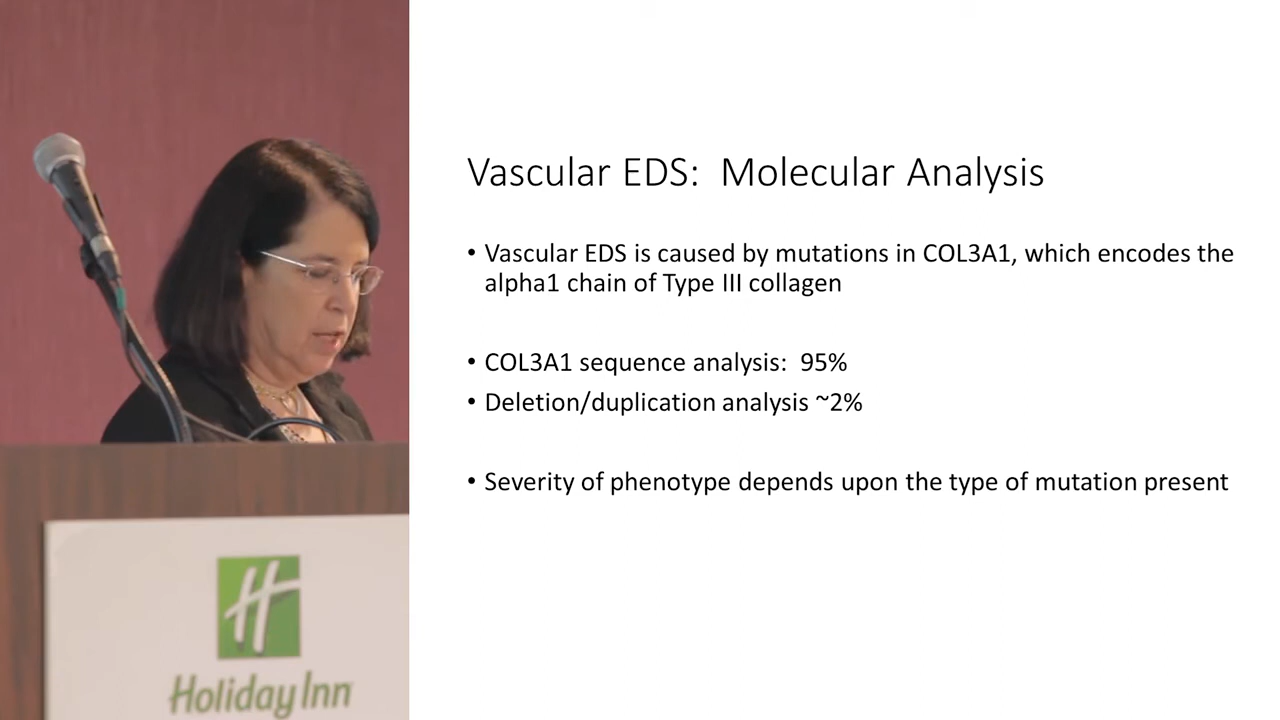 Vascular EDS:  Molecular Analysis
• Vascular EDS is caused by mutations in COL3A1, which encodes the
alpha1 chain of Type III collagen
• COL3A1 sequence analysis:  95%
• Deletion/duplication analysis ~2%
• Severity of phenotype depends upon the type of mutation present
H
Holiday Inn